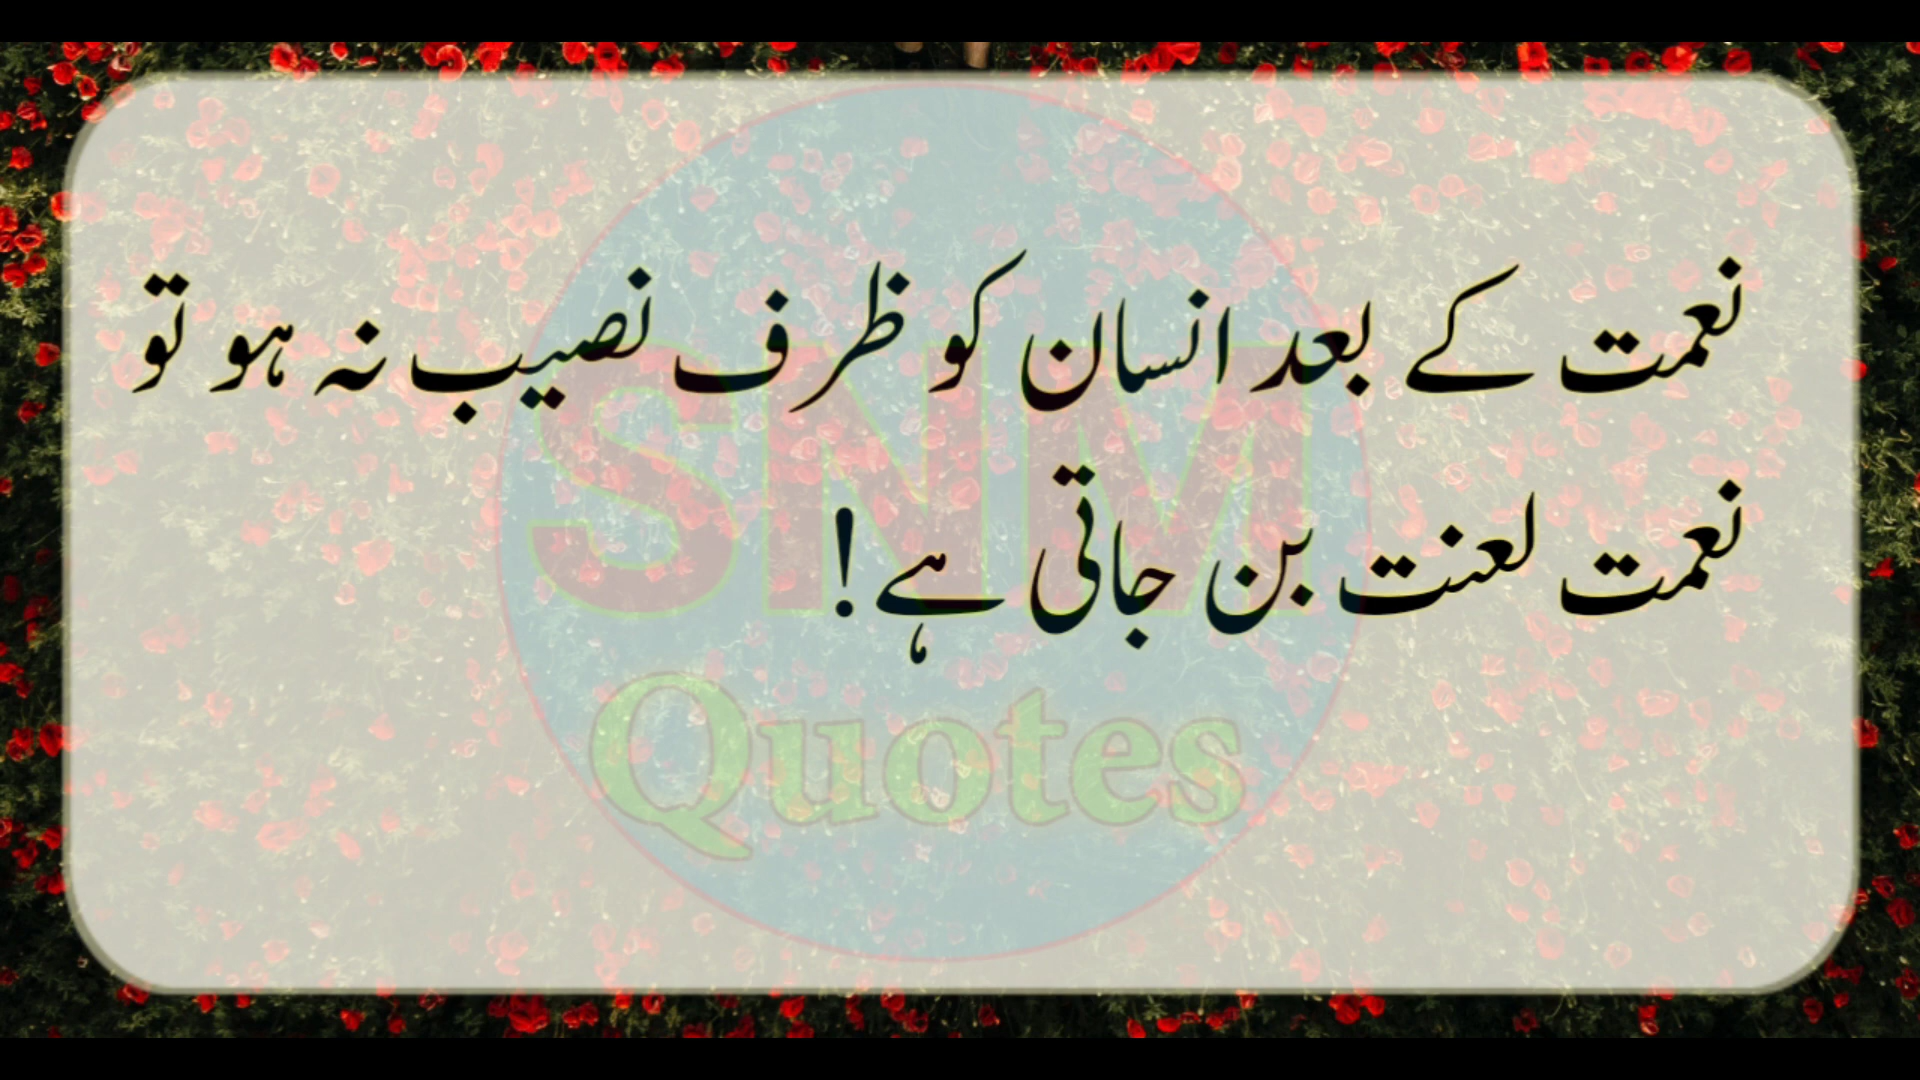 نعمت کے بعد انسان کو ظرف نصیب نہ ہو تو
نعمت لعنت بن جاتی ہے!
SNM
Quotes